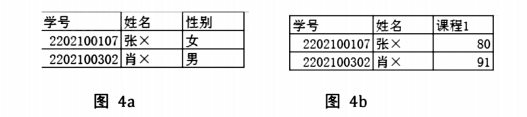 学号 姓名 性别
2202100107 张× 女
2202100302 肖× 男
图 4a
学号 姓名 课程1
2202100107 张× 80
2202100302 肖× 91
图 4b